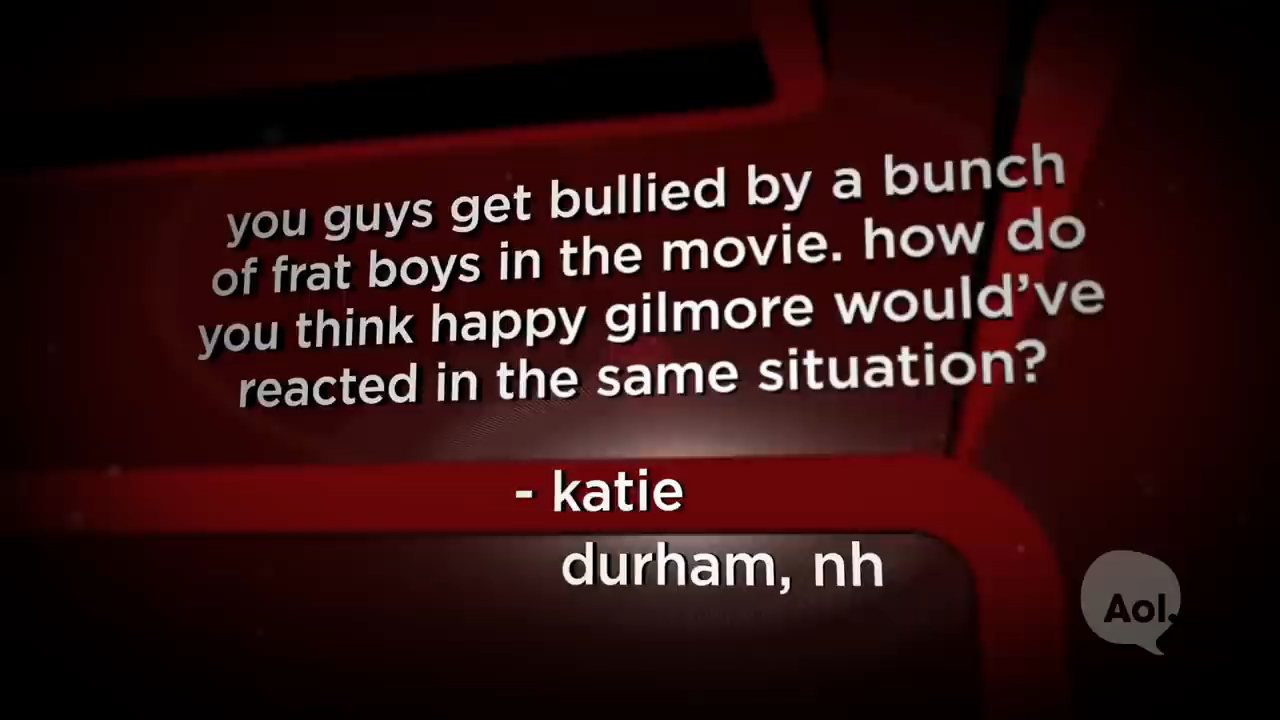 you guys get bullied by a bunch
of frat boys in the movie. how do
you think happy gilmore would've
reacted in the same situation?
- katie
durham, nh
Aol.